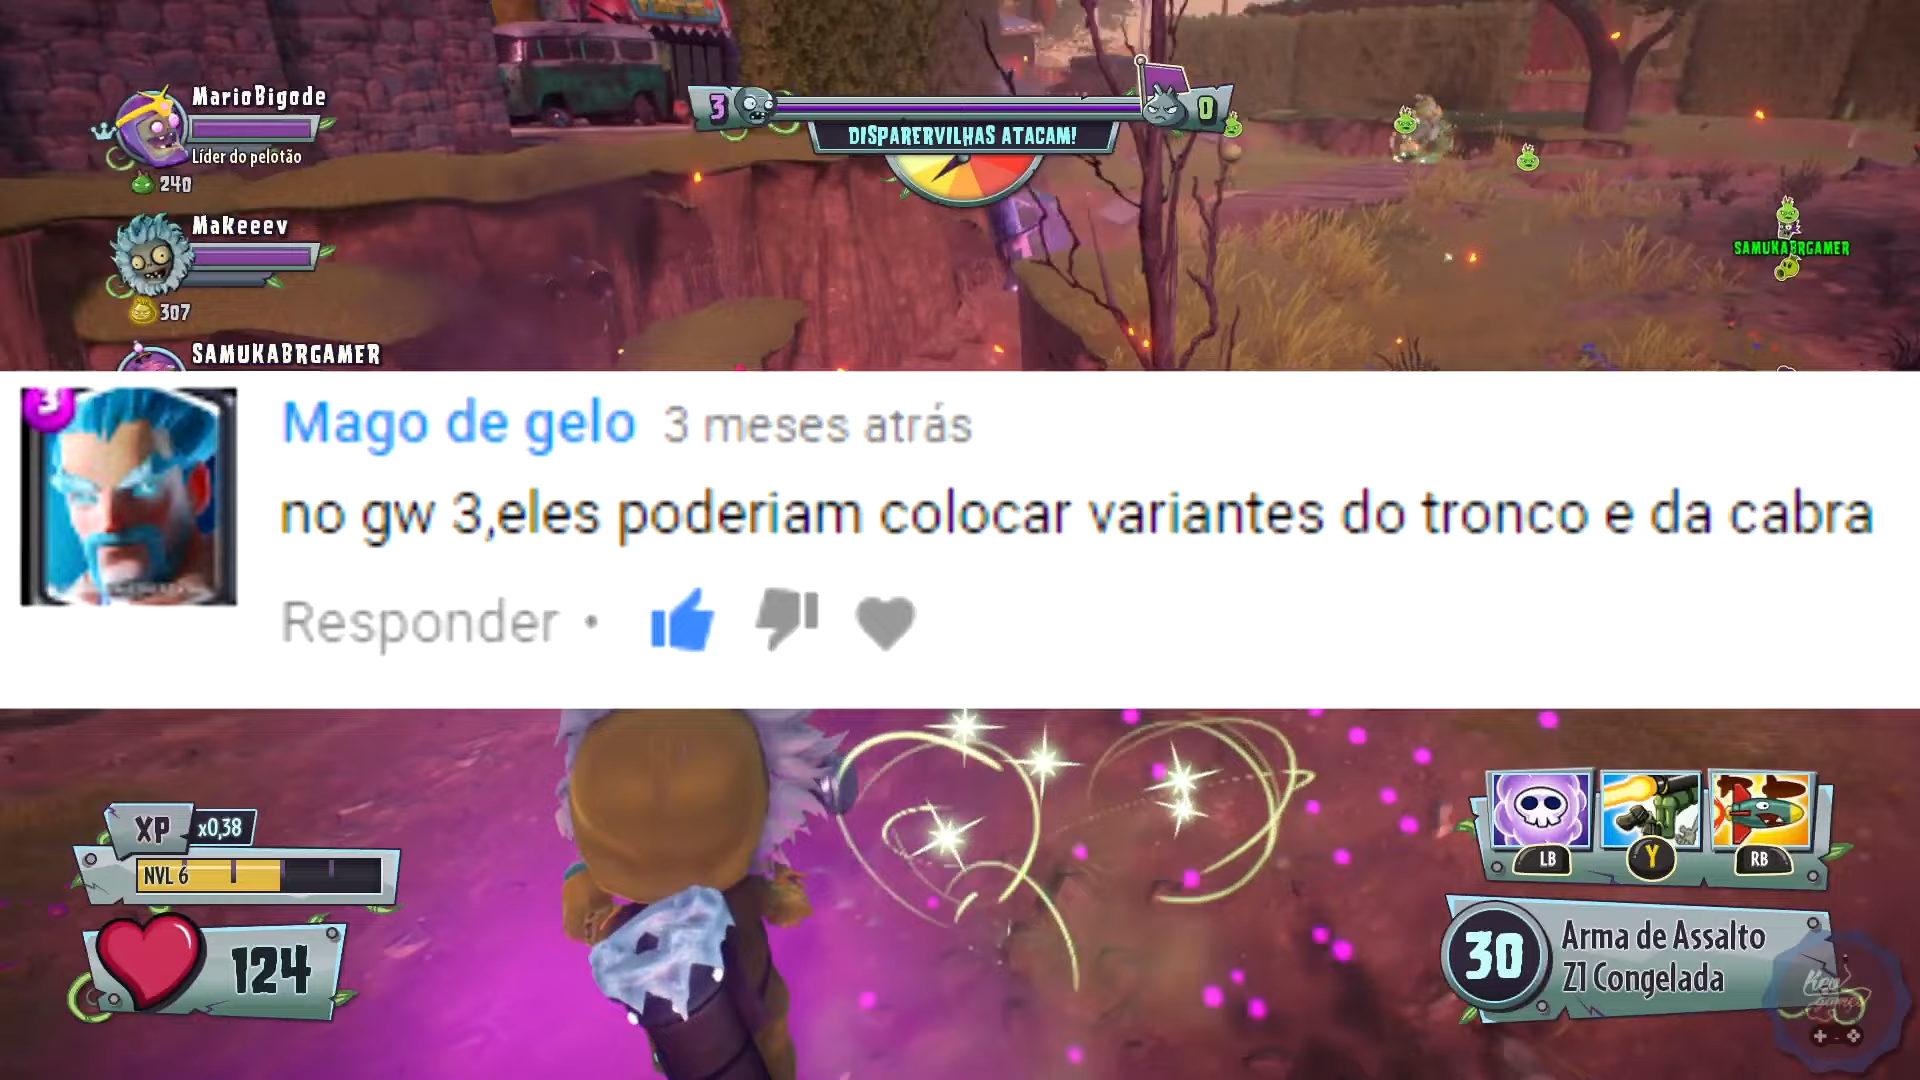 MarioBigode
Líder do pelotão
240
Makeeev
307
SAMUKABRGAMER
3
0
DISPARERVILHAS ATACAM!
SAMUKABRGAMER
3
Mago de gelo 3 meses atrás
no gw 3,eles poderiam colocar variantes do tronco e da cabra
Responder •
XP x0,38
NVL 6
124
LB
Y
RB
30
Arma de Assalto
Z1 Congelada